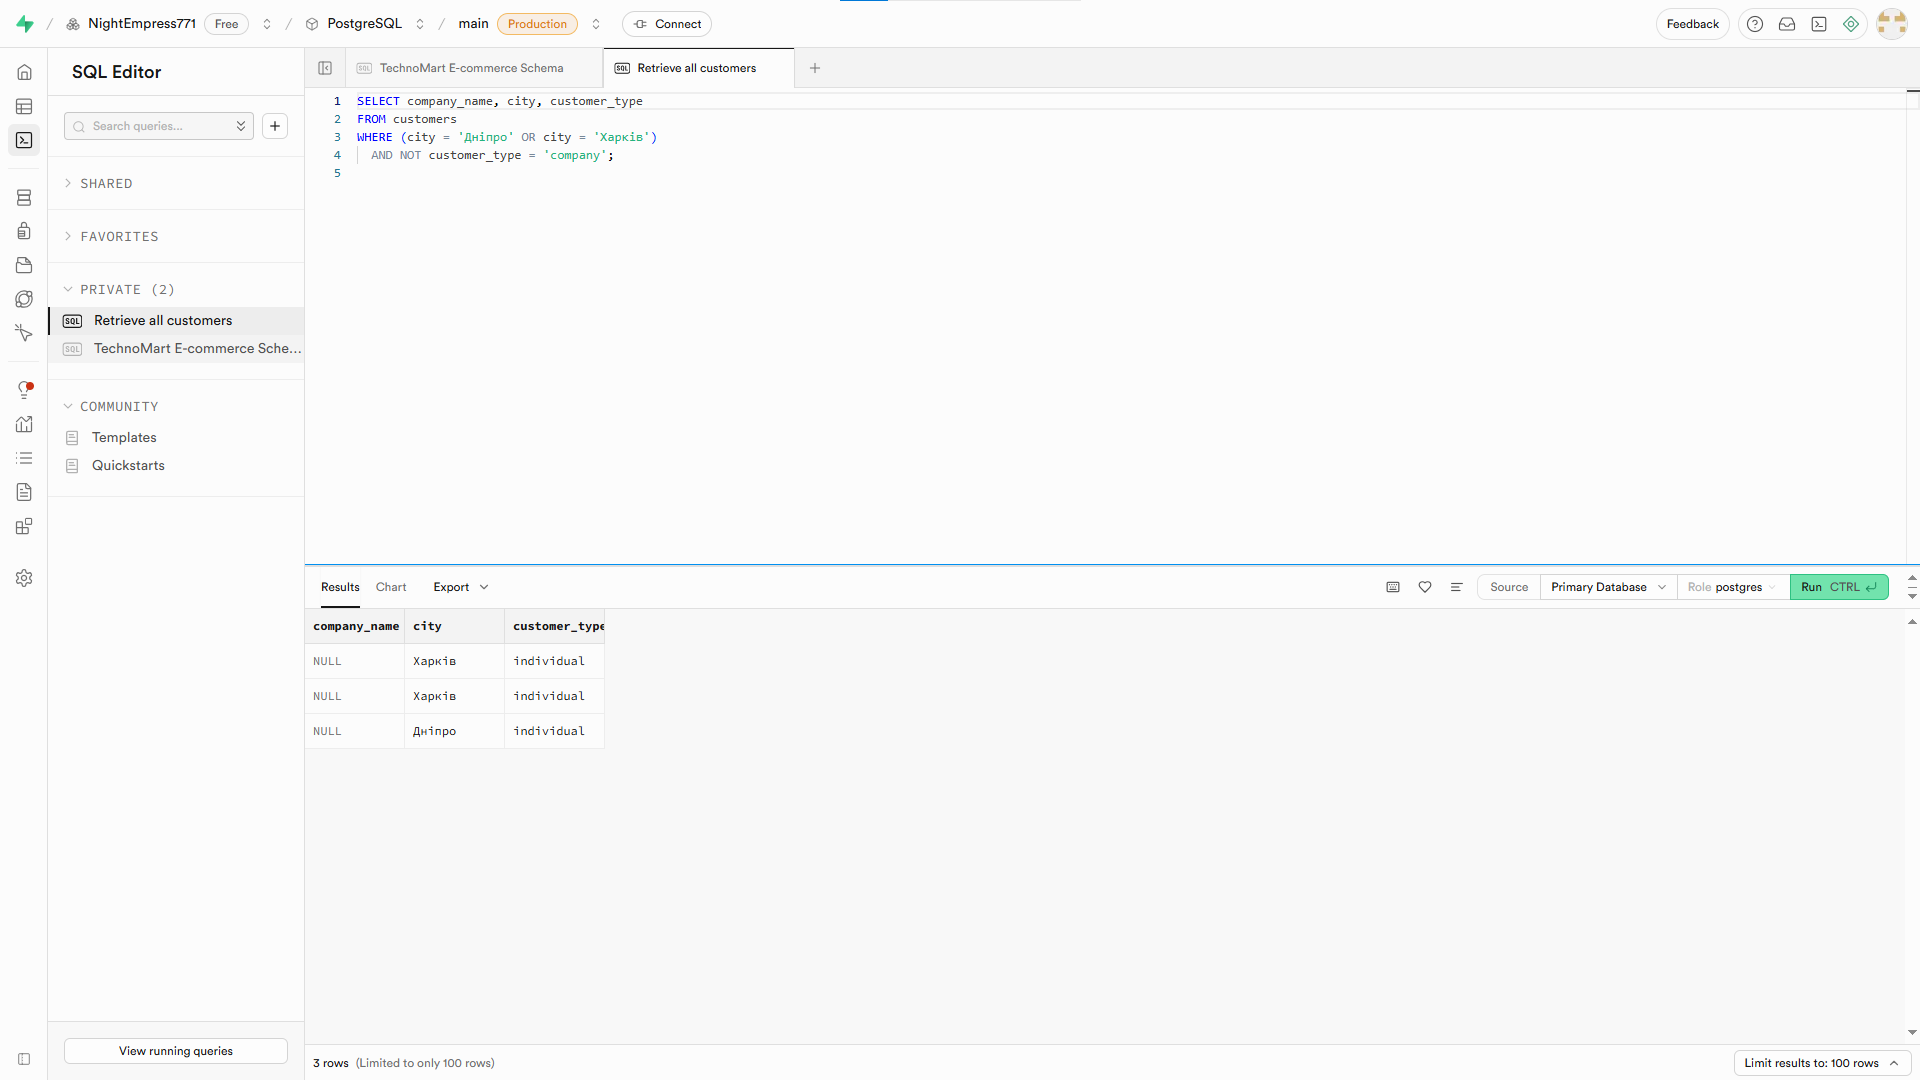 NightEmpress771 Free PostgreSQL main Production Connect Feedback
SQL Editor
TechnoMart E-commerce Schema
Retrieve all customers
Search queries...
SHARED
FAVORITES
PRIVATE (2)
SQL Retrieve all customers
SQL TechnoMart E-commerce Sche...
COMMUNITY
Templates
Quickstarts
View running queries
1 SELECT company_name, city, customer_type
2 FROM customers
3 WHERE (city = 'Дніпро' OR city = 'Харків')
4 AND NOT customer_type = 'company';
5
Results Chart Export Source Primary Database Role postgres Run CTRL
company_name city customer_type
NULL Харків individual
NULL Харків individual
NULL Дніпро individual
3 rows (Limited to only 100 rows) Limit results to: 100 rows